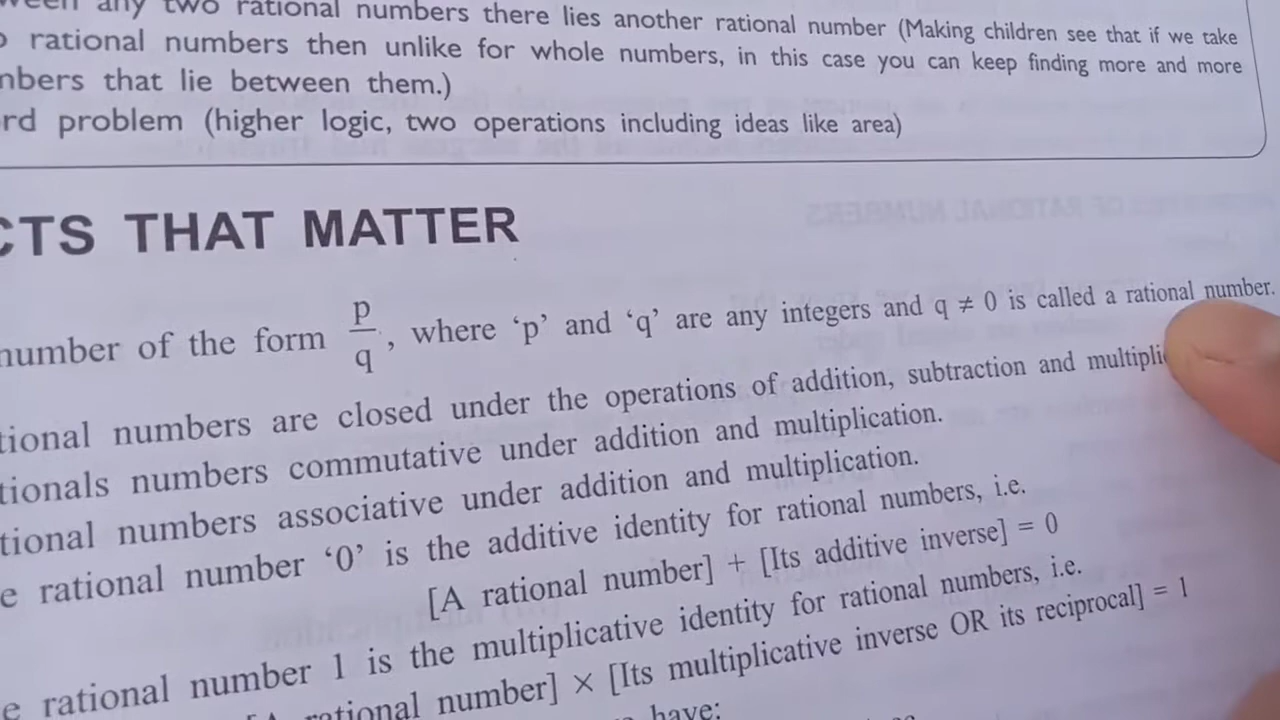 any two rational numbers there lies another rational number (Making children see that if we take
rational numbers then unlike for whole numbers, in this case you can keep finding more and more
nbers that lie between them.)
rd problem (higher logic, two operations including ideas like area)
CTS THAT MATTER
number of the form p/q, where ‘p’ and ‘q’ are any integers and q ≠ 0 is called a rational number.
tional numbers are closed under the operations of addition, subtraction and multipli
tionals numbers commutative under addition and multiplication.
tional numbers associative under addition and multiplication.
e rational number ‘0’ is the additive identity for rational numbers, i.e.
[A rational number] + [Its additive inverse] = 0
e rational number 1 is the multiplicative identity for rational numbers, i.e.
[A rational number] × [Its multiplicative inverse OR its reciprocal] = 1
have: